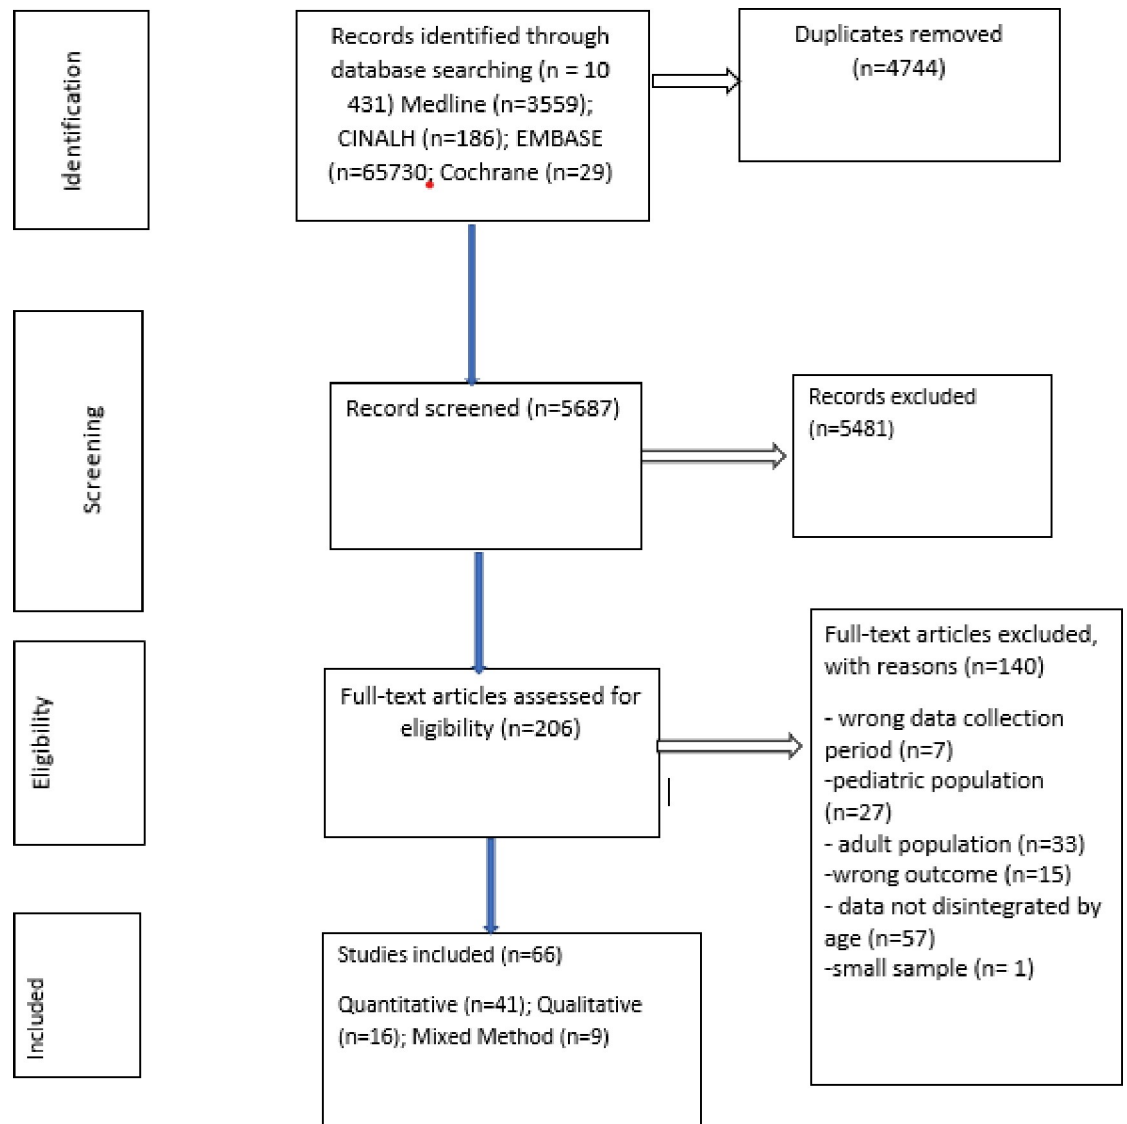 Identification
Records identified through
database searching (n = 10
431) Medline (n=3559);
CINALH (n=186); EMBASE
(n=65730; Cochrane (n=29)
Duplicates removed
(n=4744)
Screening
Record screened (n=5687)
Records excluded
(n=5481)
Eligibility
Full-text articles assessed for
eligibility (n=206)
Full-text articles excluded,
with reasons (n=140)
- wrong data collection
period (n=7)
-pediatric population
(n=27)
- adult population (n=33)
-wrong outcome (n=15)
- data not disintegrated by
age (n=57)
-small sample (n= 1)
Included
Studies included (n=66)
Quantitative (n=41); Qualitative
(n=16); Mixed Method (n=9)